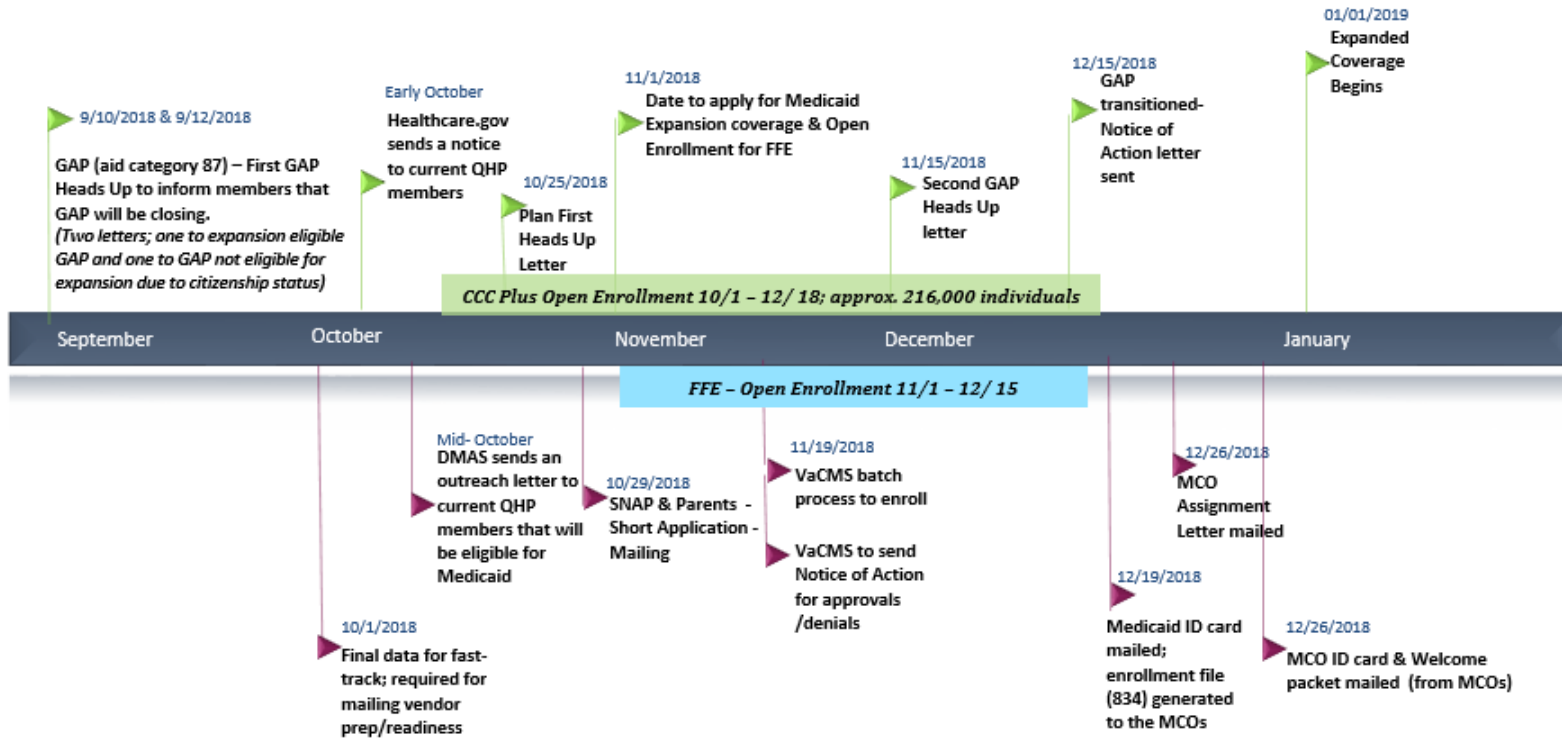 9/10/2018 & 9/12/2018
GAP (aid category 87) – First GAP
Heads Up to inform members that
GAP will be closing.
(Two letters; one to expansion eligible
GAP and one to GAP not eligible for
expansion due to citizenship status)
Early October
Healthcare.gov
sends a notice
to current QHP
members
10/25/2018
Plan First
Heads Up
Letter
11/1/2018
Date to apply for Medicaid
Expansion coverage & Open
Enrollment for FFE
11/15/2018
Second GAP
Heads Up
letter
12/15/2018
GAP
transitioned-
Notice of
Action letter
sent
01/01/2019
Expanded
Coverage
Begins
CCC Plus Open Enrollment 10/1 – 12/ 18; approx. 216,000 individuals
September
October
November
December
January
FFE – Open Enrollment 11/1 – 12/ 15
10/1/2018
Final data for fast-
track; required for
mailing vendor
prep/readiness
Mid- October
DMAS sends an
outreach letter to
current QHP
members that will
be eligible for
Medicaid
10/29/2018
SNAP & Parents -
Short Application -
Mailing
11/19/2018
VaCMS batch
process to enroll
VaCMS to send
Notice of Action
for approvals
/denials
12/19/2018
Medicaid ID card
mailed;
enrollment file
(834) generated
to the MCOs
12/26/2018
MCO
Assignment
Letter mailed
12/26/2018
MCO ID card & Welcome
packet mailed (from MCOs)